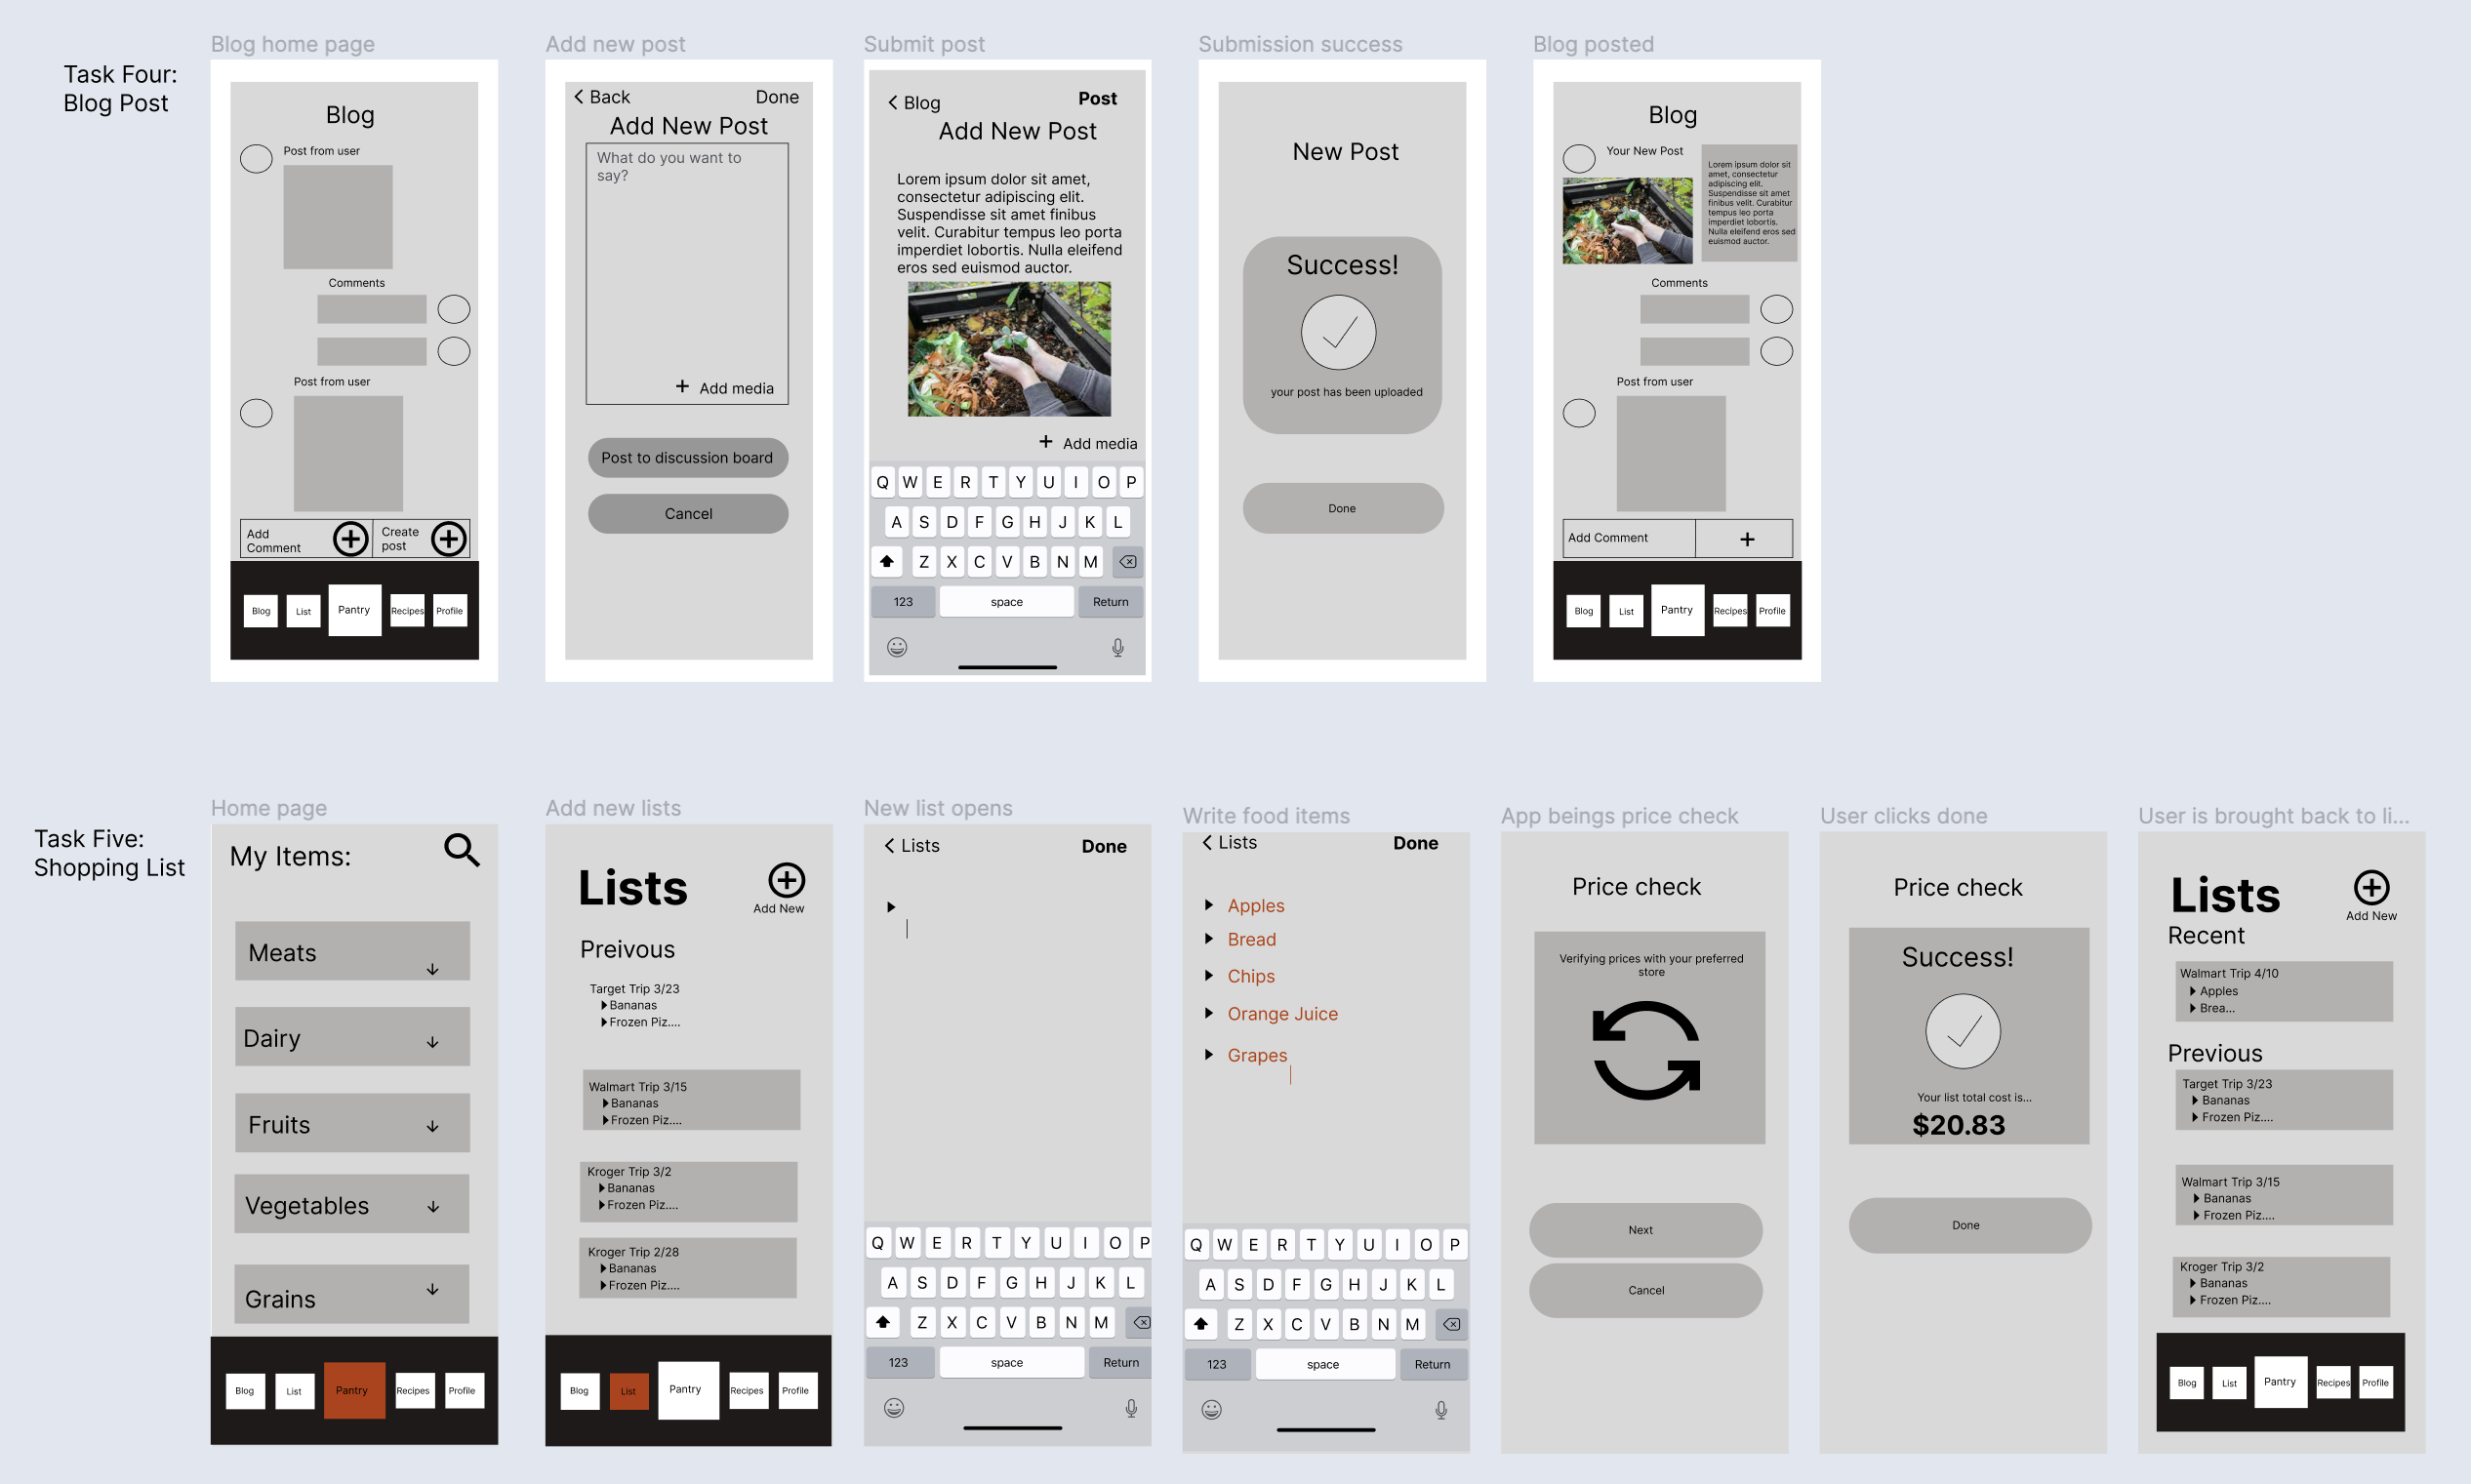 Task Four:
Blog Post
Blog home page
Blog
Post from user
Comments
Post from user
Add
Comment
Create
post
Blog
List
Pantry
Recipes
Profile
Add new post
Back
Done
Add New Post
What do you want to
say?
Add media
Post to discussion board
Cancel
Submit post
Blog
Post
Add New Post
Lorem ipsum dolor sit amet,
consectetur adipiscing elit.
Suspendisse sit amet finibus
velit. Curabitur tempus leo porta
imperdiet lobortis. Nulla eleifend
eros sed euismod auctor.
Add media
Q W E R T Y U I O P
A S D F G H J K L
Z X C V B N M
123
space
Return
Submission success
New Post
Success!
your post has been uploaded
Done
Blog posted
Blog
Your New Post
Lorem ipsum dolor sit
amet, consectetur
adipiscing elit.
Suspendisse sit amet
finibus velit. Curabitur
tempus leo porta
imperdiet lobortis.
Nulla eleifend eros sed
euismod auctor.
Comments
Post from user
Add Comment
Blog
List
Pantry
Recipes
Profile
Task Five:
Shopping List
Home page
My Items:
Meats
Dairy
Fruits
Vegetables
Grains
Blog
List
Pantry
Recipes
Profile
Add new lists
Lists
Add New
Preivous
Target Trip 3/23
Bananas
Frozen Piz....
Walmart Trip 3/15
Bananas
Frozen Piz....
Kroger Trip 3/2
Bananas
Frozen Piz....
Kroger Trip 2/28
Bananas
Frozen Piz....
Blog
List
Pantry
Recipes
Profile
New list opens
Lists
Done
Q W E R T Y U I O P
A S D F G H J K L
Z X C V B N M
123
space
Return
Write food items
Lists
Done
Apples
Bread
Chips
Orange Juice
Grapes
Q W E R T Y U I O P
A S D F G H J K L
Z X C V B N M
123
space
Return
App beings price check
Price check
Verifying prices with your preferred
store
Next
Cancel
User clicks done
Price check
Success!
Your list total cost is...
$20.83
Done
User is brought back to li...
Lists
Add New
Recent
Walmart Trip 4/10
Apples
Brea...
Previous
Target Trip 3/23
Bananas
Frozen Piz....
Walmart Trip 3/15
Bananas
Frozen Piz....
Kroger Trip 3/2
Bananas
Frozen Piz....
Blog
List
Pantry
Recipes
Profile